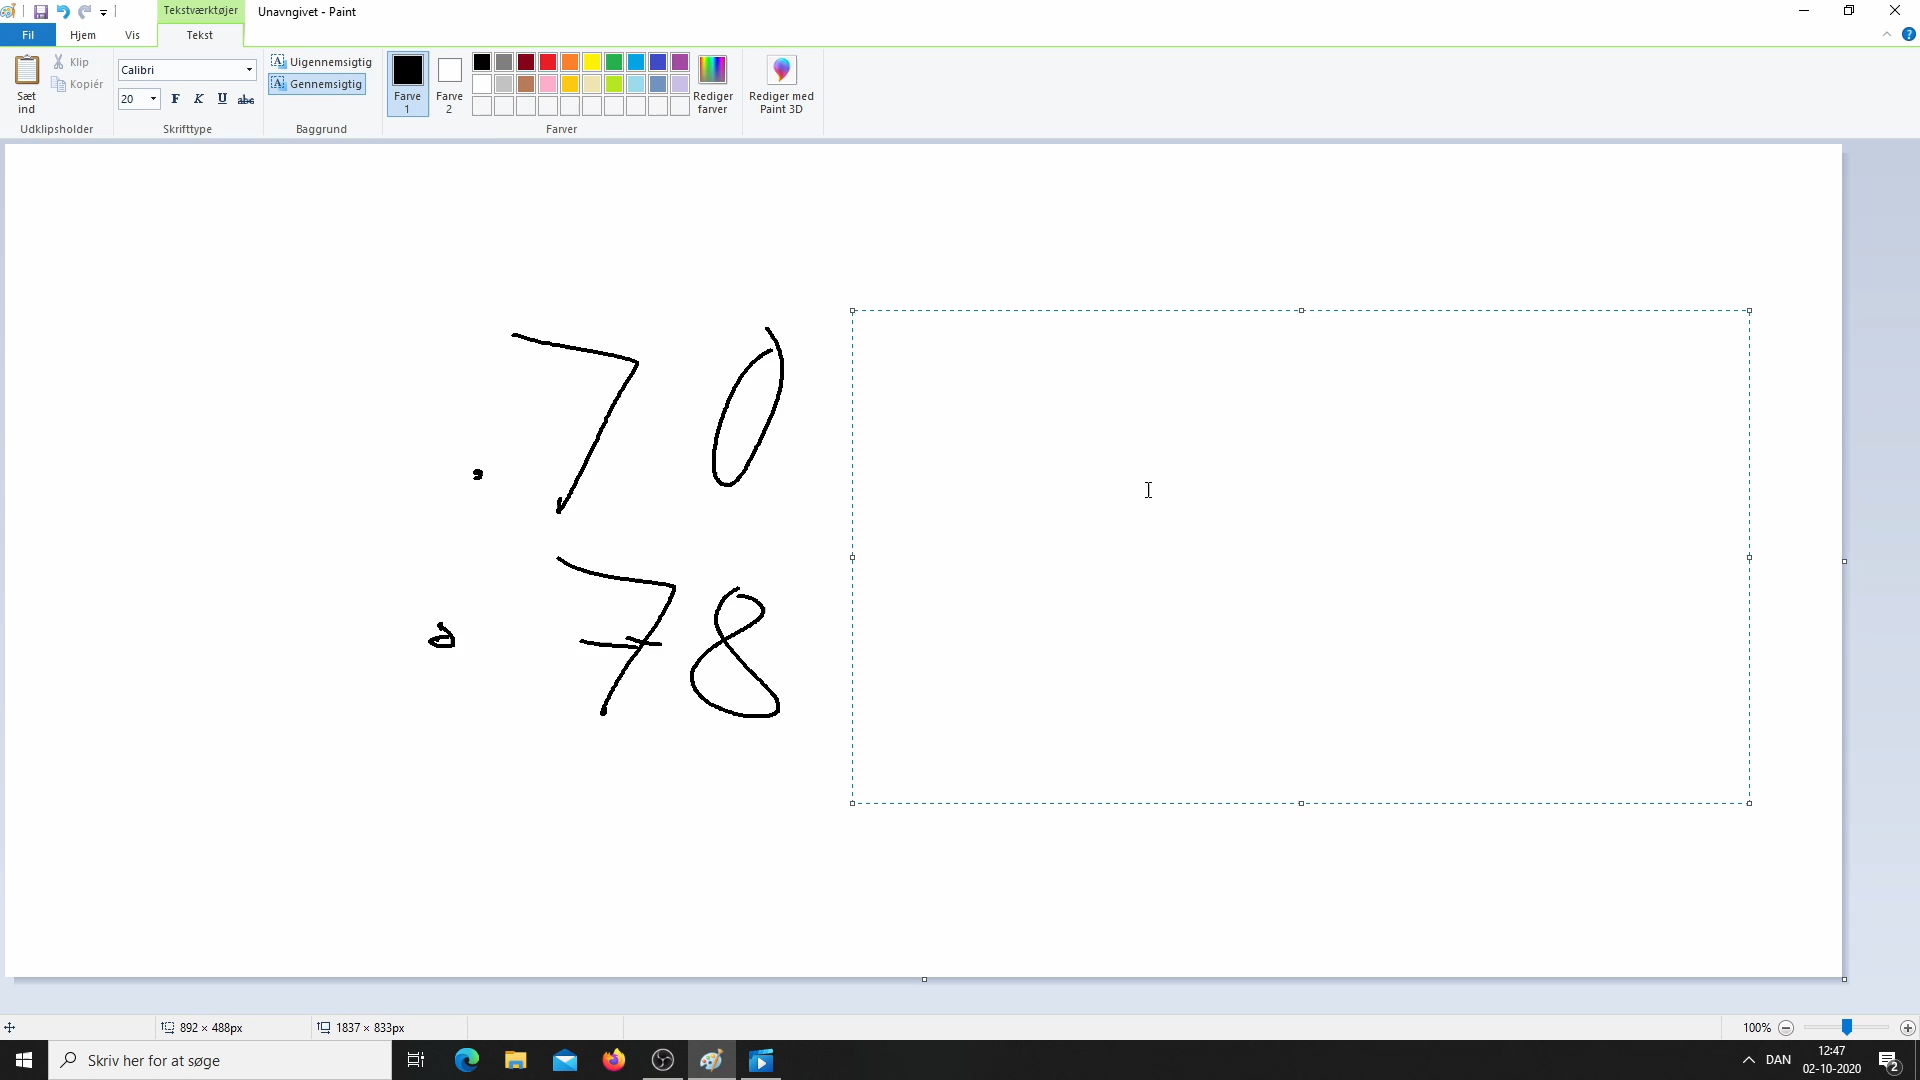 Tekstværktøjer Unavngivet - Paint
Fil Hjem Vis Tekst
Sæt ind
Klip
Kopiér
Udklipsholder
Calibri
20 F K U abc
Skrifttype
Uigennemsigtig
Gennemsigtig
Baggrund
Farve 1
Farve 2
Farver
Rediger farver
Rediger med Paint 3D
. 70
. 78
892 × 488px 1837 × 833px 100%
Skriv her for at søge
DAN
12:47
02-10-2020
2